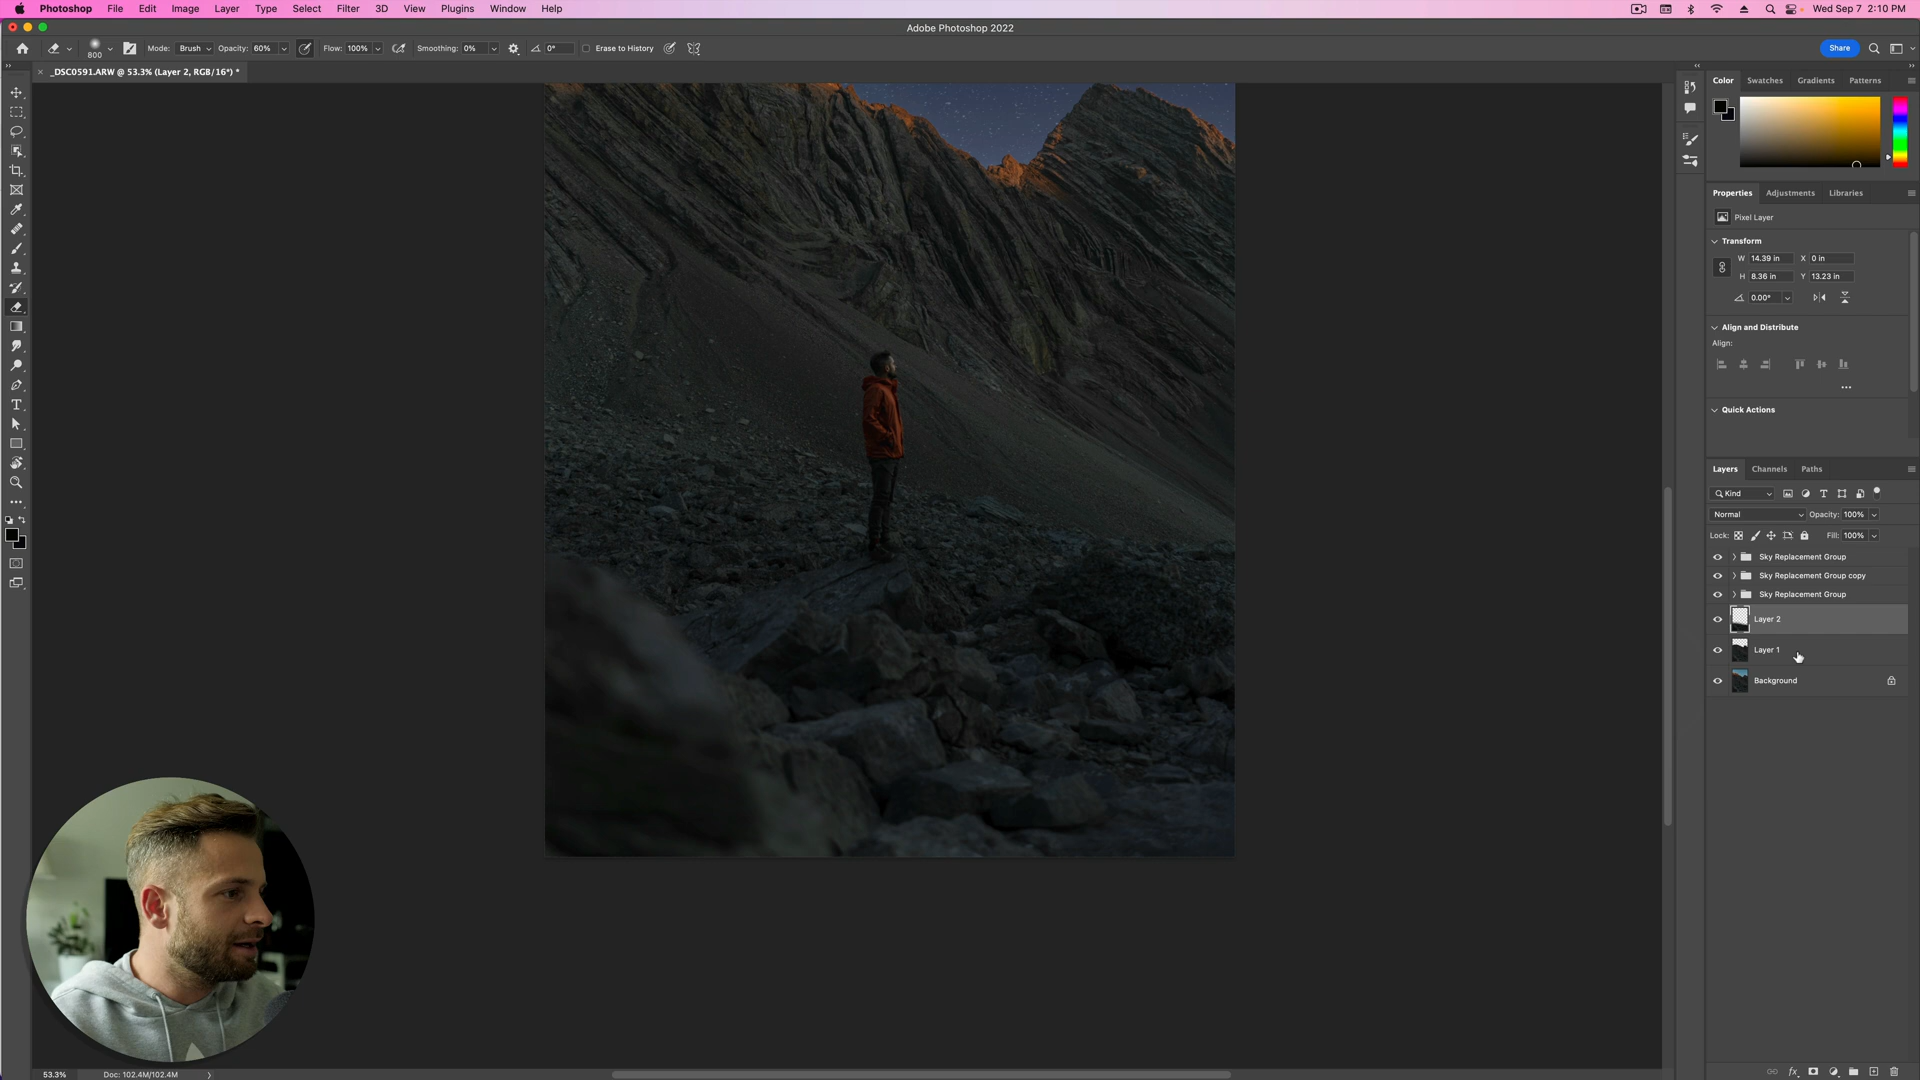 Photoshop File Edit Image Layer Type Select Filter 3D View Plugins Window Help Wed Sep 7 2:10 PM
Adobe Photoshop 2022
800 Mode: Brush Opacity: 60% Flow: 100% Smoothing: 0% 0° Erase to History Share
_DSC0591.ARW @ 53.3% (Layer 2, RGB/16*) *
Color Swatches Gradients Patterns
Properties Adjustments Libraries
Pixel Layer
Transform
W 14.39 in X 0 in
H 8.36 in Y 13.23 in
0.00°
Align and Distribute
Align:
Quick Actions
Layers Channels Paths
Kind
Normal Opacity: 100%
Lock: Fill: 100%
Sky Replacement Group
Sky Replacement Group copy
Sky Replacement Group
Layer 2
Layer 1
Background
53.3% Doc: 102.4M/102.4M